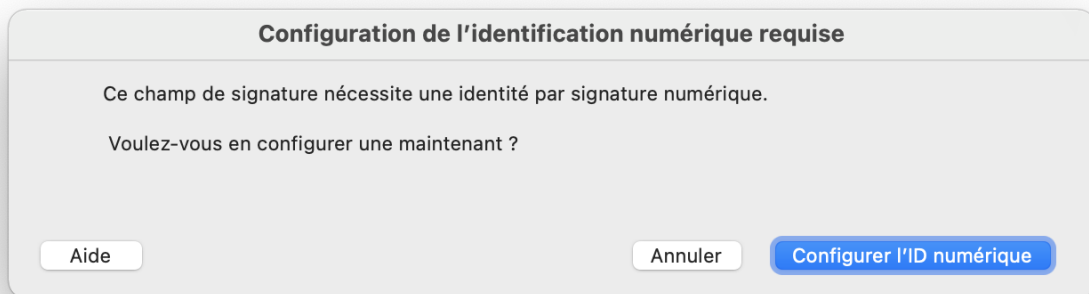 Configuration de l’identification numérique requise
Ce champ de signature nécessite une identité par signature numérique.
Voulez-vous en configurer une maintenant ?
Aide
Annuler
Configurer l’ID numérique